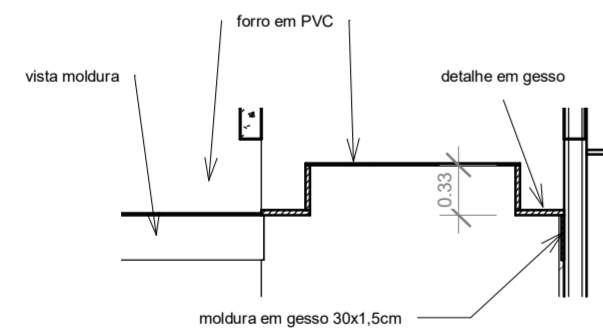 forro em PVC
vista moldura
detalhe em gesso
0.33
moldura em gesso 30x1,5cm